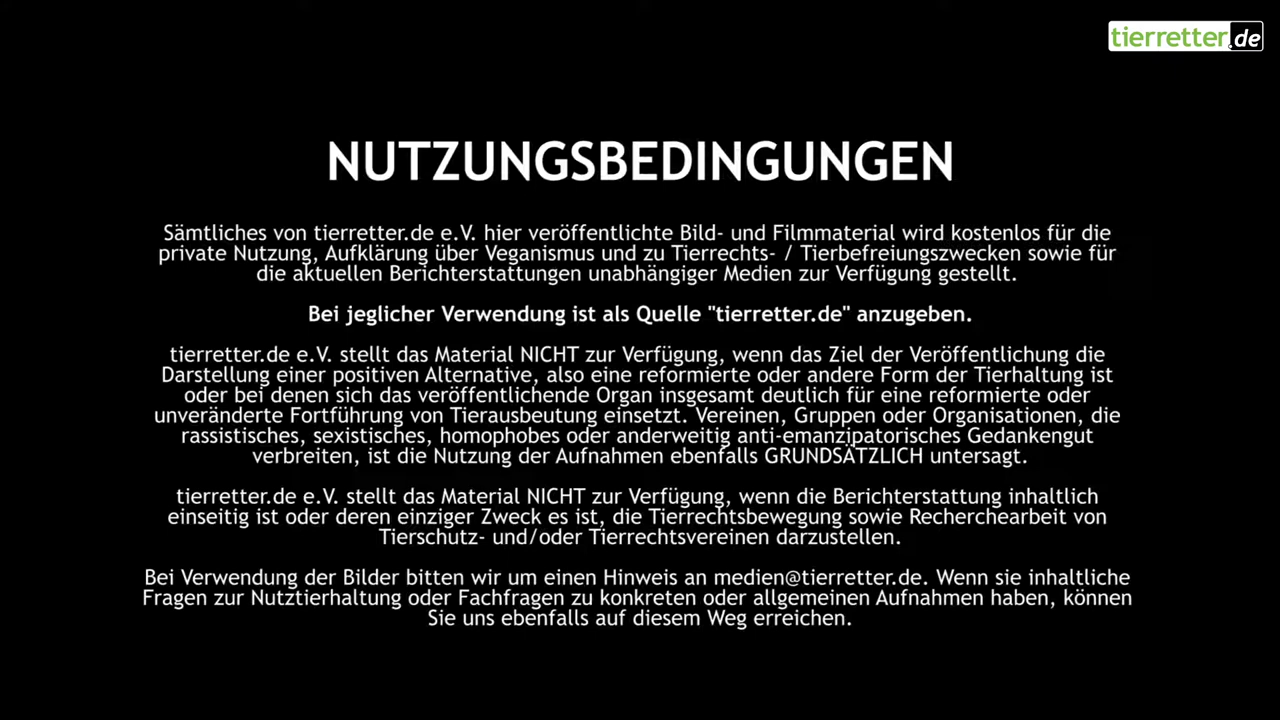 tierretter.de
NUTZUNGSBEDINGUNGEN
Sämtliches von tierretter.de e.V. hier veröffentlichte Bild- und Filmmaterial wird kostenlos für die
private Nutzung, Aufklärung über Veganismus und zu Tierrechts- / Tierbefreiungszwecken sowie für
die aktuellen Berichterstattungen unabhängiger Medien zur Verfügung gestellt.
Bei jeglicher Verwendung ist als Quelle "tierretter.de" anzugeben.
tierretter.de e.V. stellt das Material NICHT zur Verfügung, wenn das Ziel der Veröffentlichung die
Darstellung einer positiven Alternative, also eine reformierte oder andere Form der Tierhaltung ist
oder bei denen sich das veröffentlichende Organ insgesamt deutlich für eine reformierte oder
unveränderte Fortführung von Tierausbeutung einsetzt. Vereinen, Gruppen oder Organisationen, die
rassistisches, sexistisches, homophobes oder anderweitig anti-emanzipatorisches Gedankengut
verbreiten, ist die Nutzung der Aufnahmen ebenfalls GRUNDSÄTZLICH untersagt.
tierretter.de e.V. stellt das Material NICHT zur Verfügung, wenn die Berichterstattung inhaltlich
einseitig ist oder deren einziger Zweck es ist, die Tierrechtsbewegung sowie Recherchearbeit von
Tierschutz- und/oder Tierrechtsvereinen darzustellen.
Bei Verwendung der Bilder bitten wir um einen Hinweis an medien@tierretter.de. Wenn sie inhaltliche
Fragen zur Nutztierhaltung oder Fachfragen zu konkreten oder allgemeinen Aufnahmen haben, können
Sie uns ebenfalls auf diesem Weg erreichen.